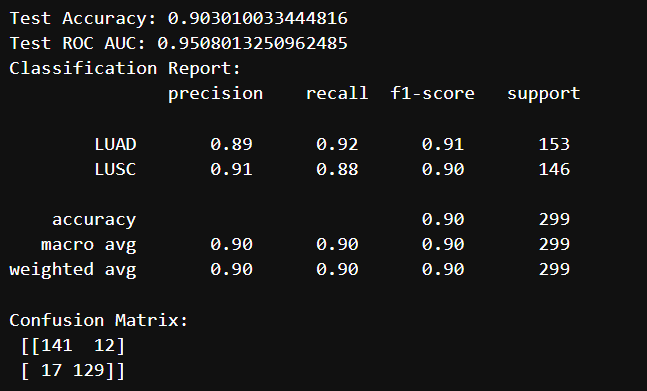 Test Accuracy: 0.903010033444816
Test ROC AUC: 0.9508013250962485
Classification Report:
              precision    recall  f1-score   support

        LUAD       0.89      0.92      0.91       153
        LUSC       0.91      0.88      0.90       146

    accuracy                           0.90       299
   macro avg       0.90      0.90      0.90       299
weighted avg       0.90      0.90      0.90       299

Confusion Matrix:
 [[141  12]
 [ 17 129]]